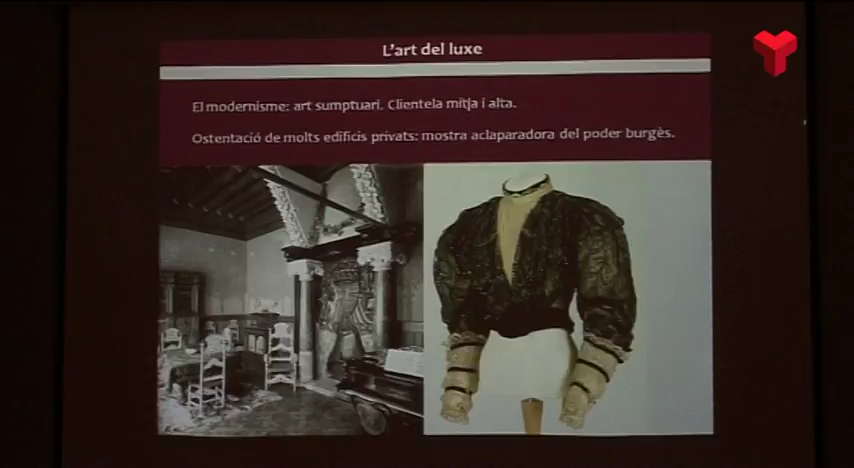 L'art del luxe
El modernisme: art sumptuari. Clientela mitja i alta.
Ostentació de molts edificis privats: mostra aclaparadora del poder burgès.